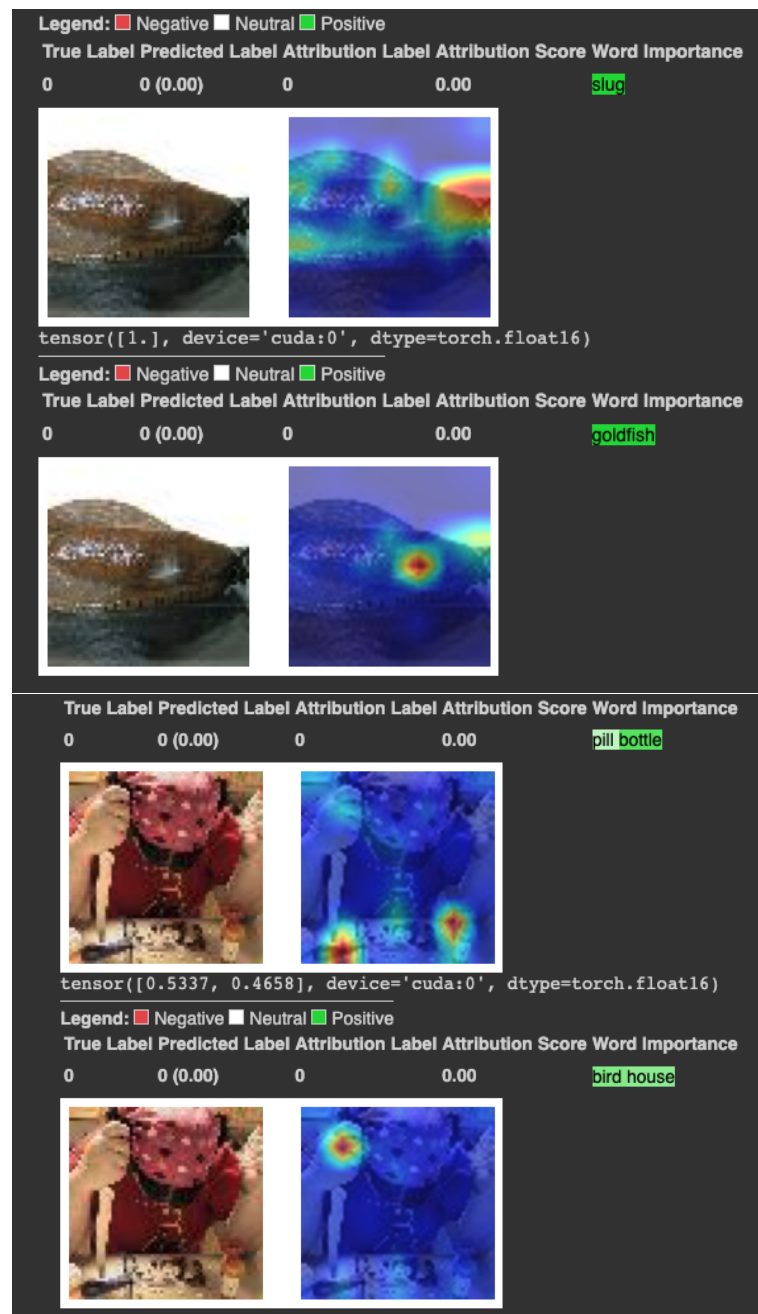 Legend: Negative Neutral Positive
True Label Predicted Label Attribution Label Attribution Score Word Importance
0 0 (0.00) 0 0.00 slug
tensor([1.], device='cuda:0', dtype=torch.float16)
Legend: Negative Neutral Positive
True Label Predicted Label Attribution Label Attribution Score Word Importance
0 0 (0.00) 0 0.00 goldfish
True Label Predicted Label Attribution Label Attribution Score Word Importance
0 0 (0.00) 0 0.00 pill bottle
tensor([0.5337, 0.4658], device='cuda:0', dtype=torch.float16)
Legend: Negative Neutral Positive
True Label Predicted Label Attribution Label Attribution Score Word Importance
0 0 (0.00) 0 0.00 bird house